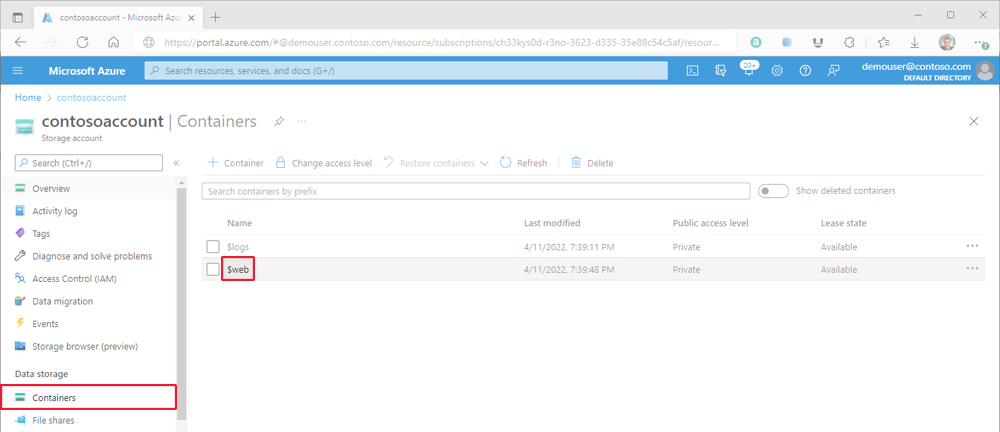 contosoaccount - Microsoft Azu
https://portal.azure.com/#@demouser.contoso.com/resource/subscriptions/ch33kys0d-r3no-3623-d335-35e88c54c5af/resour...
Microsoft Azure
Search resources, services, and docs (G+/)
20+
demouser@contoso.com
DEFAULT DIRECTORY
Home > contosoaccount
contosoaccount | Containers
Storage account
Search (Ctrl+/)
«
+ Container
Change access level
Restore containers
Refresh
Delete
Search containers by prefix
Show deleted containers
Overview
Activity log
Tags
Diagnose and solve problems
Access Control (IAM)
Data migration
Events
Storage browser (preview)
Data storage
Containers
File shares
Name Last modified Public access level Lease state
$logs 4/11/2022, 7:39:11 PM Private Available
$web 4/11/2022, 7:39:48 PM Private Available